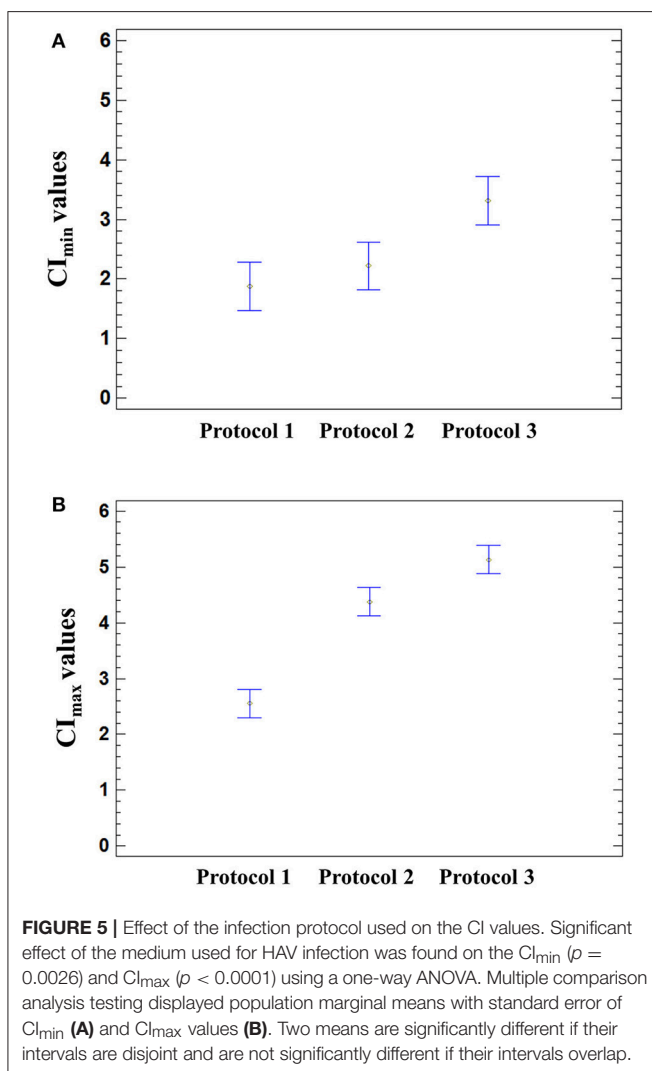 A
6
5
4
3
2
1
0
CImin values
Protocol 1 Protocol 2 Protocol 3
B
6
5
4
3
2
1
0
CImax values
Protocol 1 Protocol 2 Protocol 3
FIGURE 5 | Effect of the infection protocol used on the CI values. Significant
effect of the medium used for HAV infection was found on the CImin (p =
0.0026) and CImax (p < 0.0001) using a one-way ANOVA. Multiple comparison
analysis testing displayed population marginal means with standard error of
CImin (A) and CImax values (B). Two means are significantly different if their
intervals are disjoint and are not significantly different if their intervals overlap.